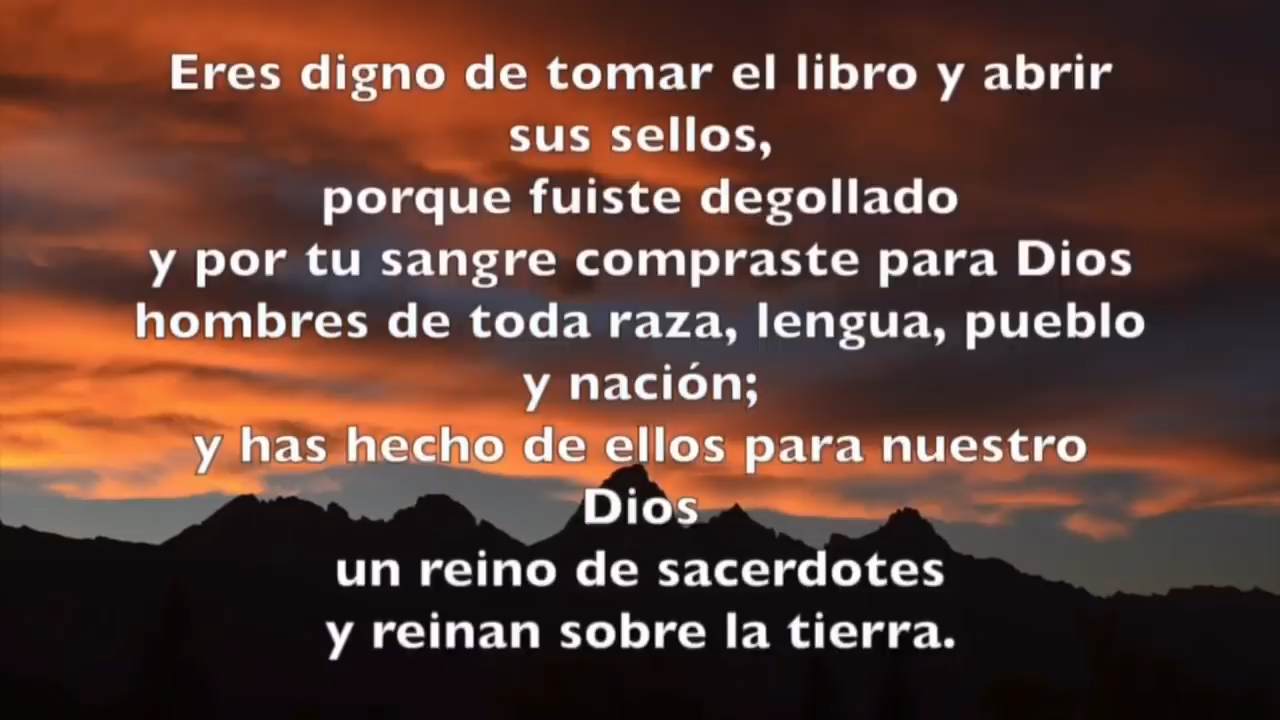 Eres digno de tomar el libro y abrir
sus sellos,
porque fuiste degollado
y por tu sangre compraste para Dios
hombres de toda raza, lengua, pueblo
y nación;
y has hecho de ellos para nuestro
Dios
un reino de sacerdotes
y reinan sobre la tierra.